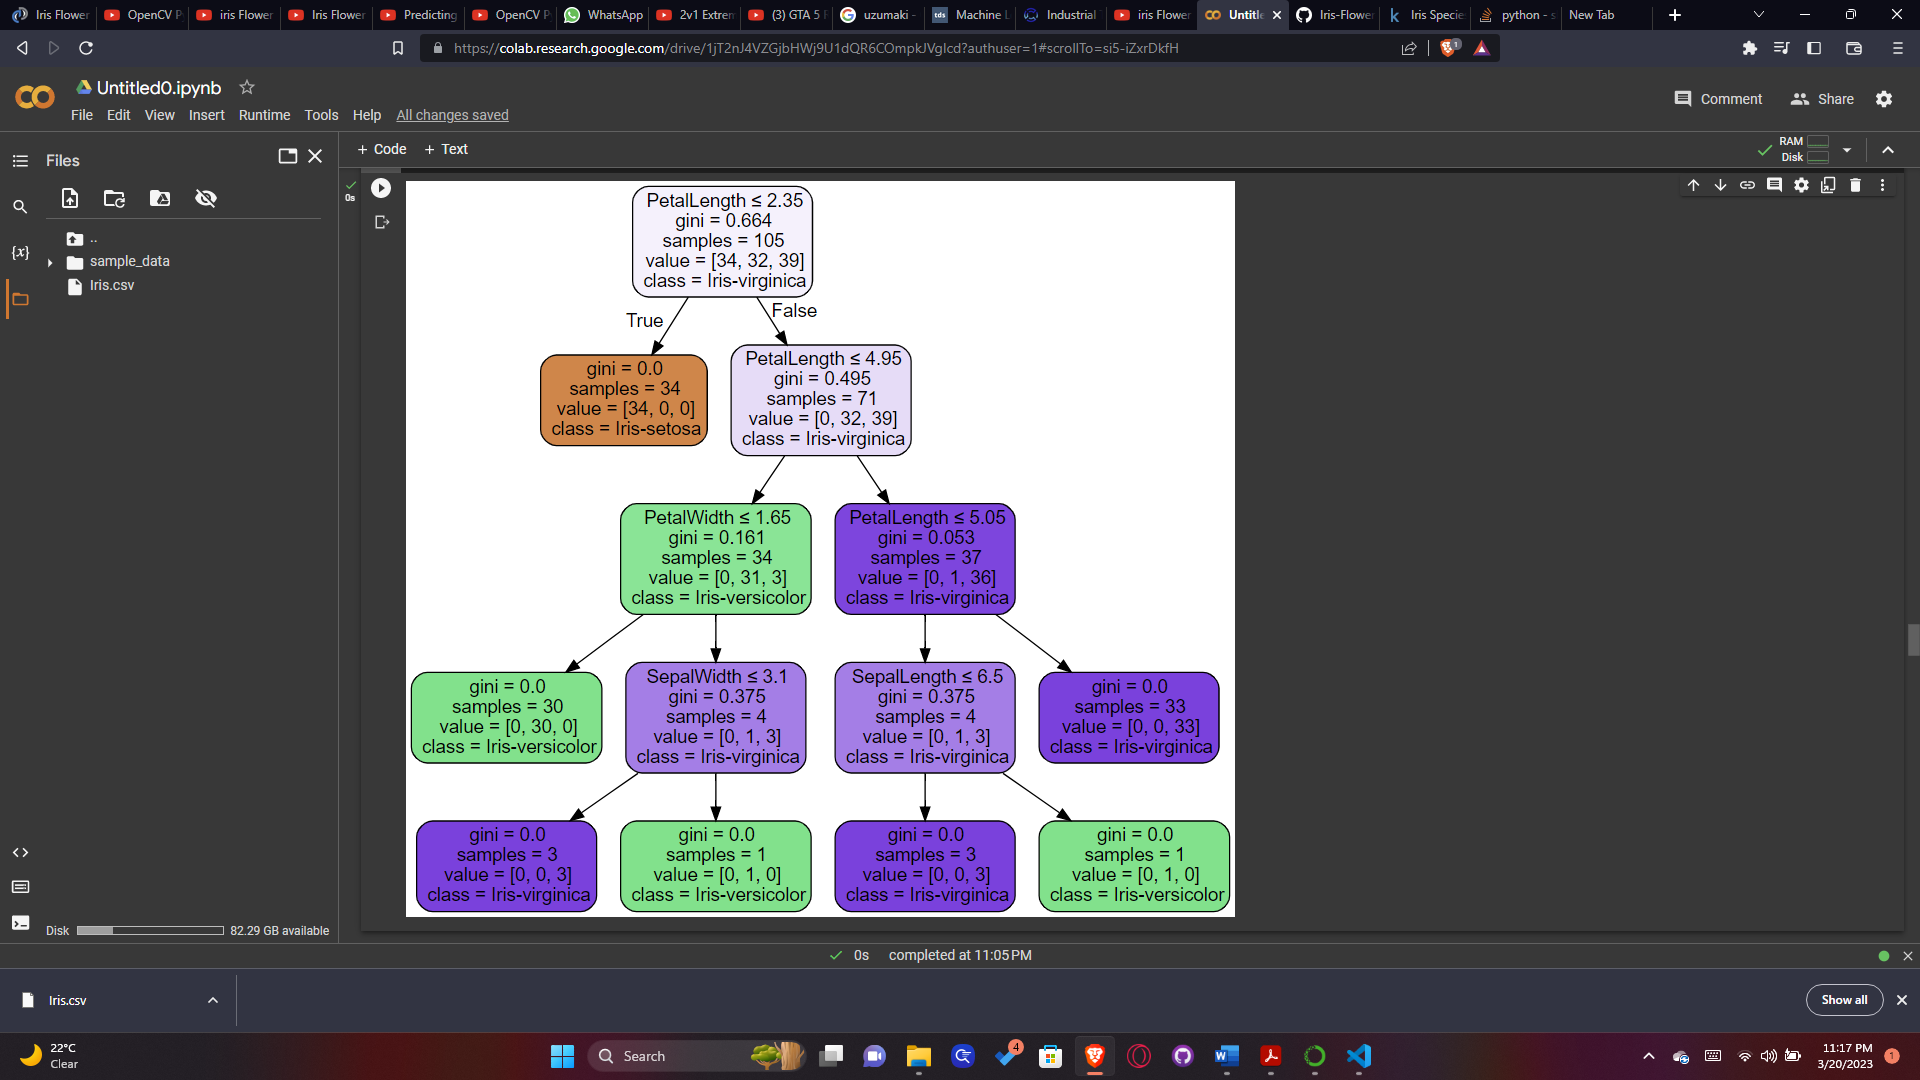 Iris Flower
OpenCV P
iris Flower
Iris Flower
Predicting
OpenCV P
WhatsApp
2v1 Extrem
(3) GTA 5 F
uzumaki -
Machine L
Industrial
iris Flower
Untitle
Iris-Flower
Iris Specie
python - s
New Tab
https://colab.research.google.com/drive/1jT2nJ4VZGjbHWj9U1dQR6COmpkJVglcd?authuser=1#scrollTo=si5-iZxrDkfH
1
Untitled0.ipynb
File Edit View Insert Runtime Tools Help All changes saved
Comment
Share
Files
+ Code + Text
RAM
Disk
..
sample_data
Iris.csv
{x}
0s
PetalLength ≤ 2.35
gini = 0.664
samples = 105
value = [34, 32, 39]
class = Iris-virginica
True
False
gini = 0.0
samples = 34
value = [34, 0, 0]
class = Iris-setosa
PetalLength ≤ 4.95
gini = 0.495
samples = 71
value = [0, 32, 39]
class = Iris-virginica
PetalWidth ≤ 1.65
gini = 0.161
samples = 34
value = [0, 31, 3]
class = Iris-versicolor
PetalLength ≤ 5.05
gini = 0.053
samples = 37
value = [0, 1, 36]
class = Iris-virginica
gini = 0.0
samples = 30
value = [0, 30, 0]
class = Iris-versicolor
SepalWidth ≤ 3.1
gini = 0.375
samples = 4
value = [0, 1, 3]
class = Iris-virginica
SepalLength ≤ 6.5
gini = 0.375
samples = 4
value = [0, 1, 3]
class = Iris-virginica
gini = 0.0
samples = 33
value = [0, 0, 33]
class = Iris-virginica
gini = 0.0
samples = 3
value = [0, 0, 3]
class = Iris-virginica
gini = 0.0
samples = 1
value = [0, 1, 0]
class = Iris-versicolor
gini = 0.0
samples = 3
value = [0, 0, 3]
class = Iris-virginica
gini = 0.0
samples = 1
value = [0, 1, 0]
class = Iris-versicolor
Disk
82.29 GB available
0s completed at 11:05 PM
Iris.csv
Show all
22°C
Clear
Search
4
11:17 PM
3/20/2023
1